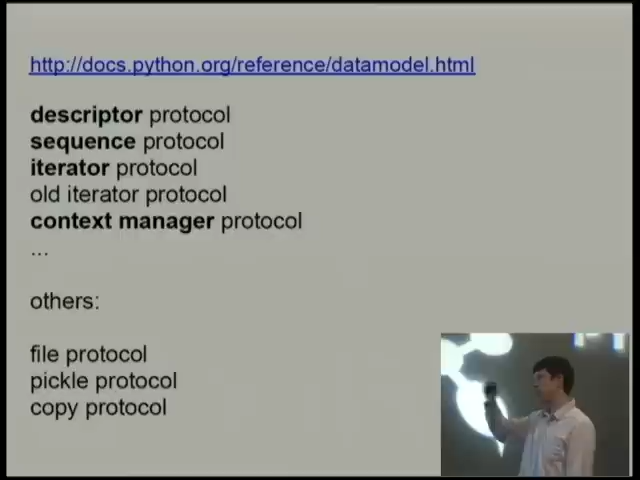 http://docs.python.org/reference/datamodel.html
descriptor protocol
sequence protocol
iterator protocol
old iterator protocol
context manager protocol
...
others:
file protocol
pickle protocol
copy protocol